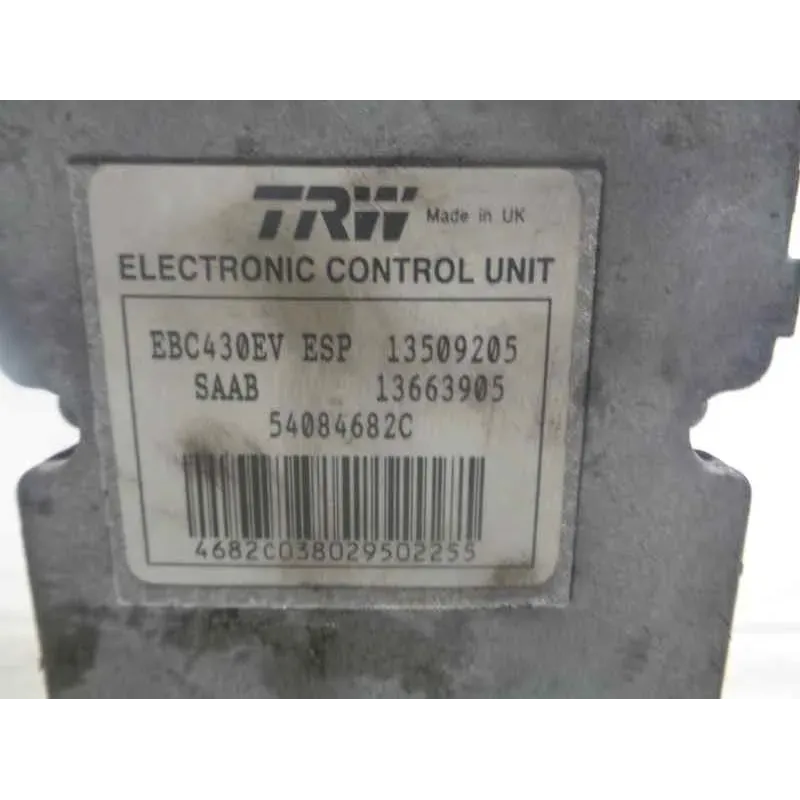 TRW Made in UK
ELECTRONIC CONTROL UNIT
EBC430EV ESP 13509205
SAAB 13663905
54084682C
4682C038029502255